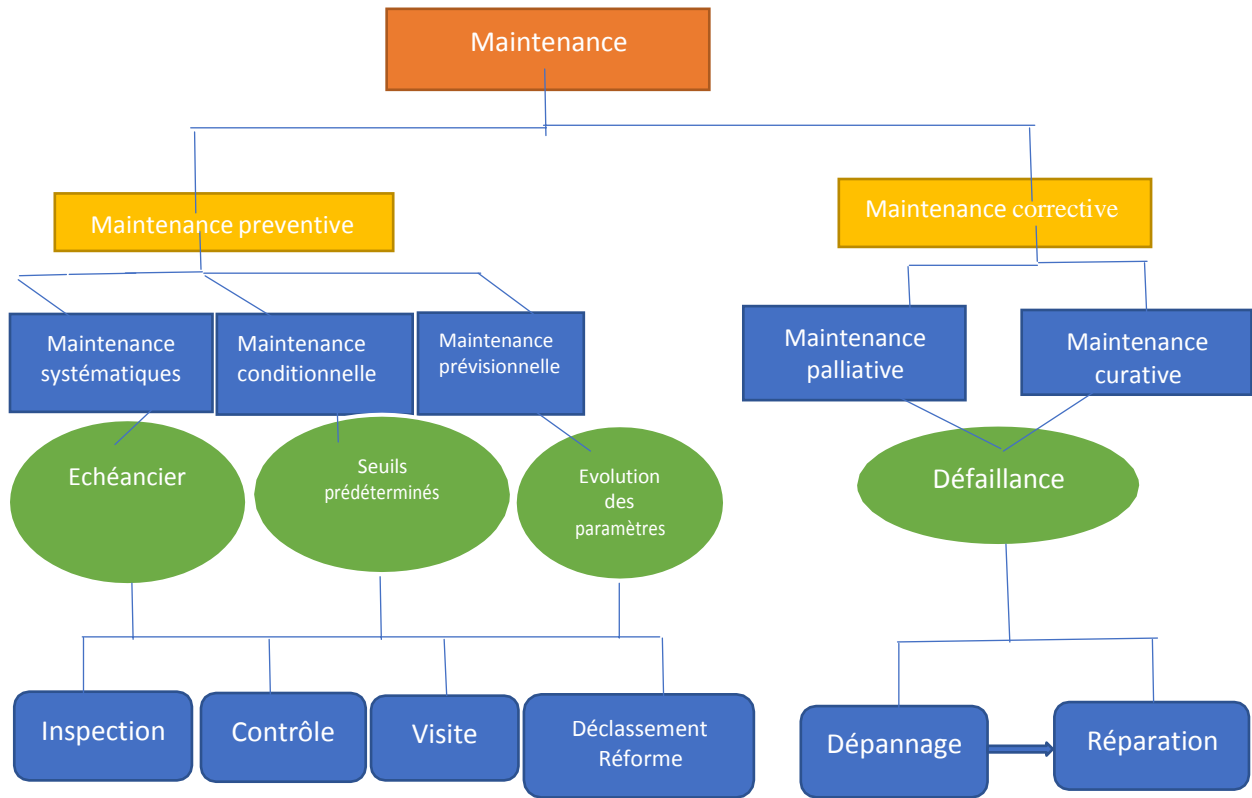 Maintenance
Maintenance preventive
Maintenance corrective
Maintenance
systématiques
Maintenance
conditionnelle
Maintenance
prévisionnelle
Maintenance
palliative
Maintenance
curative
Echéancier
Seuils
prédéterminés
Evolution
des
paramètres
Défaillance
Inspection
Contrôle
Visite
Déclassement
Réforme
Dépannage
Réparation